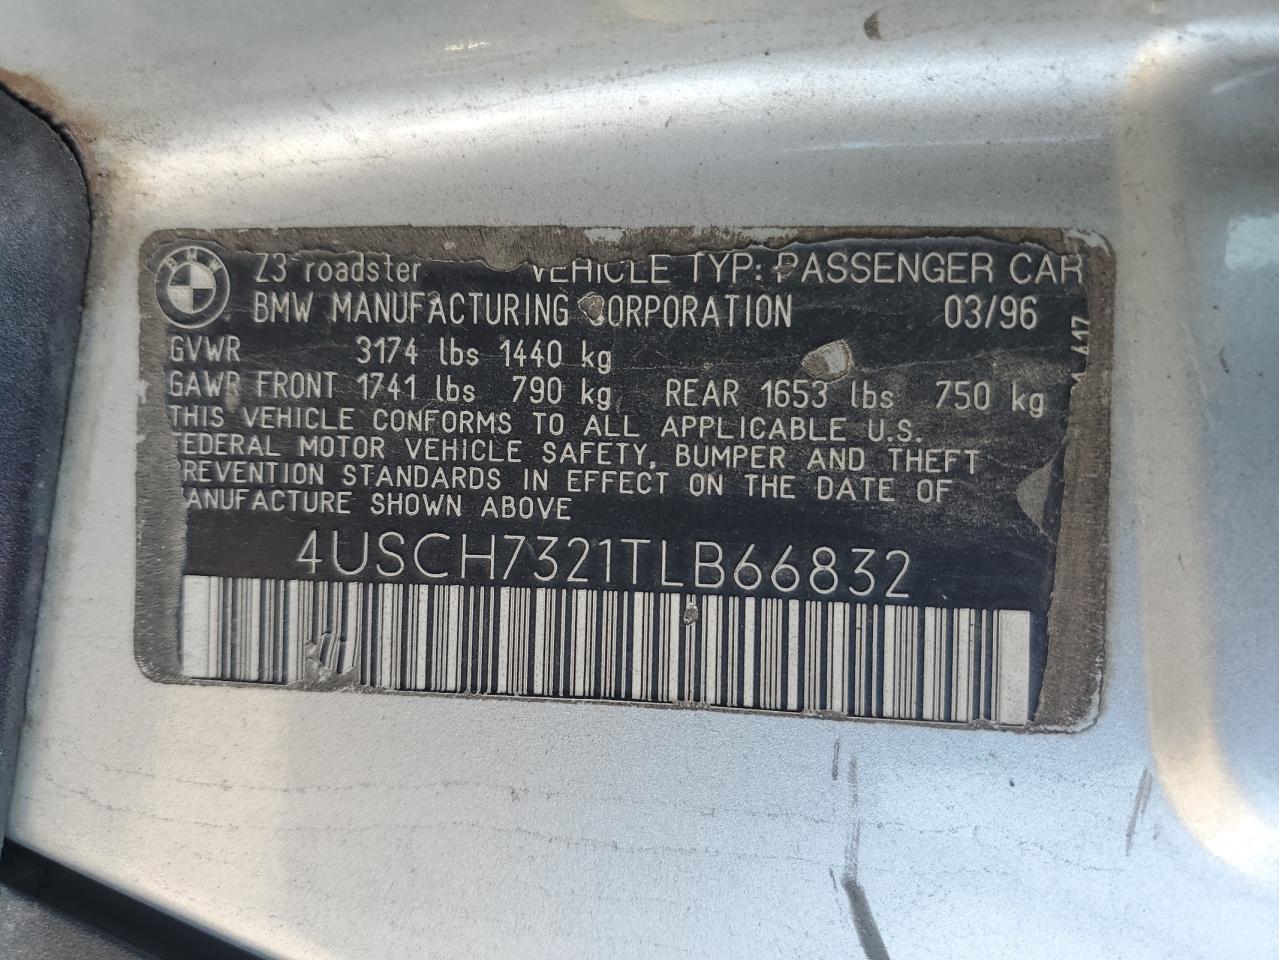 BMW
Z3 roadster VEHICLE TYP: PASSENGER CAR
BMW MANUFACTURING CORPORATION 03/96
GVWR 3174 lbs 1440 kg
GAWR FRONT 1741 lbs 790 kg REAR 1653 lbs 750 kg
THIS VEHICLE CONFORMS TO ALL APPLICABLE U.S.
FEDERAL MOTOR VEHICLE SAFETY, BUMPER AND THEFT
PREVENTION STANDARDS IN EFFECT ON THE DATE OF
MANUFACTURE SHOWN ABOVE
4USCH7321TLB66832